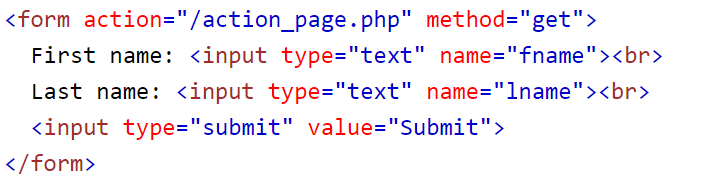 <form action="/action_page.php" method="get">
First name: <input type="text" name="fname"><br>
Last name: <input type="text" name="lname"><br>
<input type="submit" value="Submit">
</form>